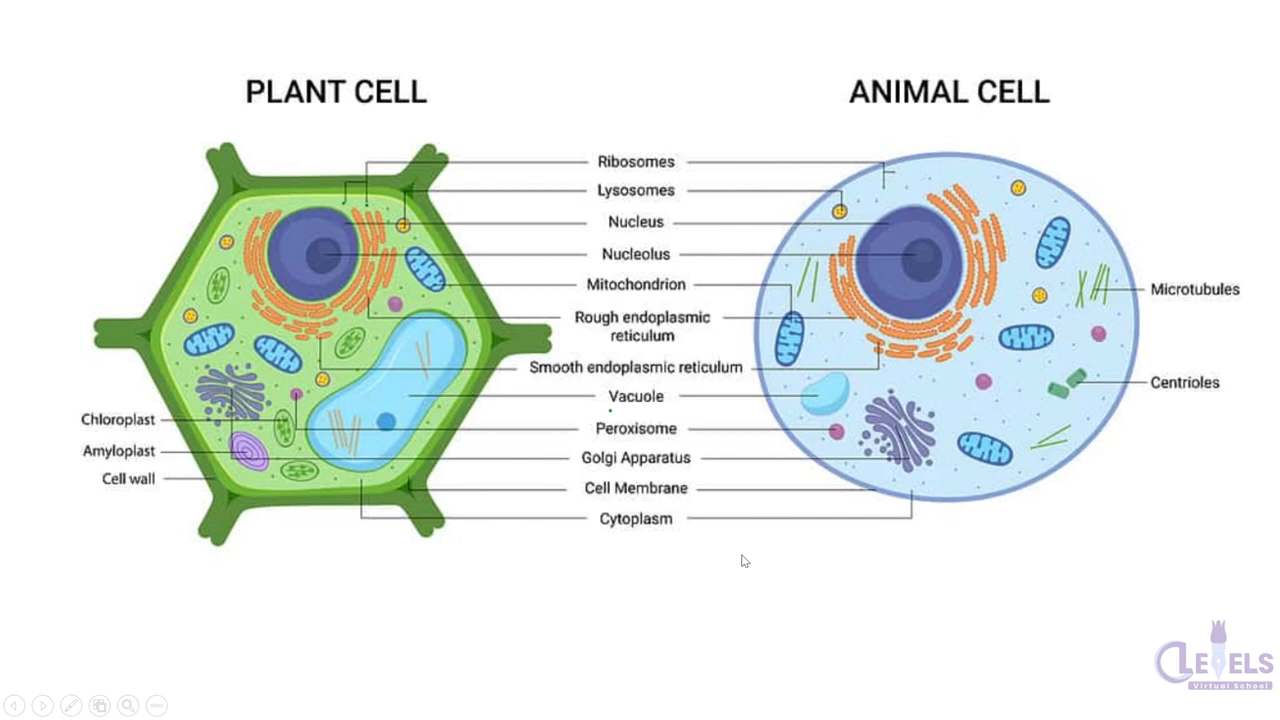 PLANT CELL
ANIMAL CELL
Ribosomes
Lysosomes
Nucleus
Nucleolus
Mitochondrion
Rough endoplasmic
reticulum
Smooth endoplasmic reticulum
Vacuole
Peroxisome
Golgi Apparatus
Cell Membrane
Cytoplasm
Chloroplast
Amyloplast
Cell wall
Microtubules
Centrioles
CLEVELS
Virtual School